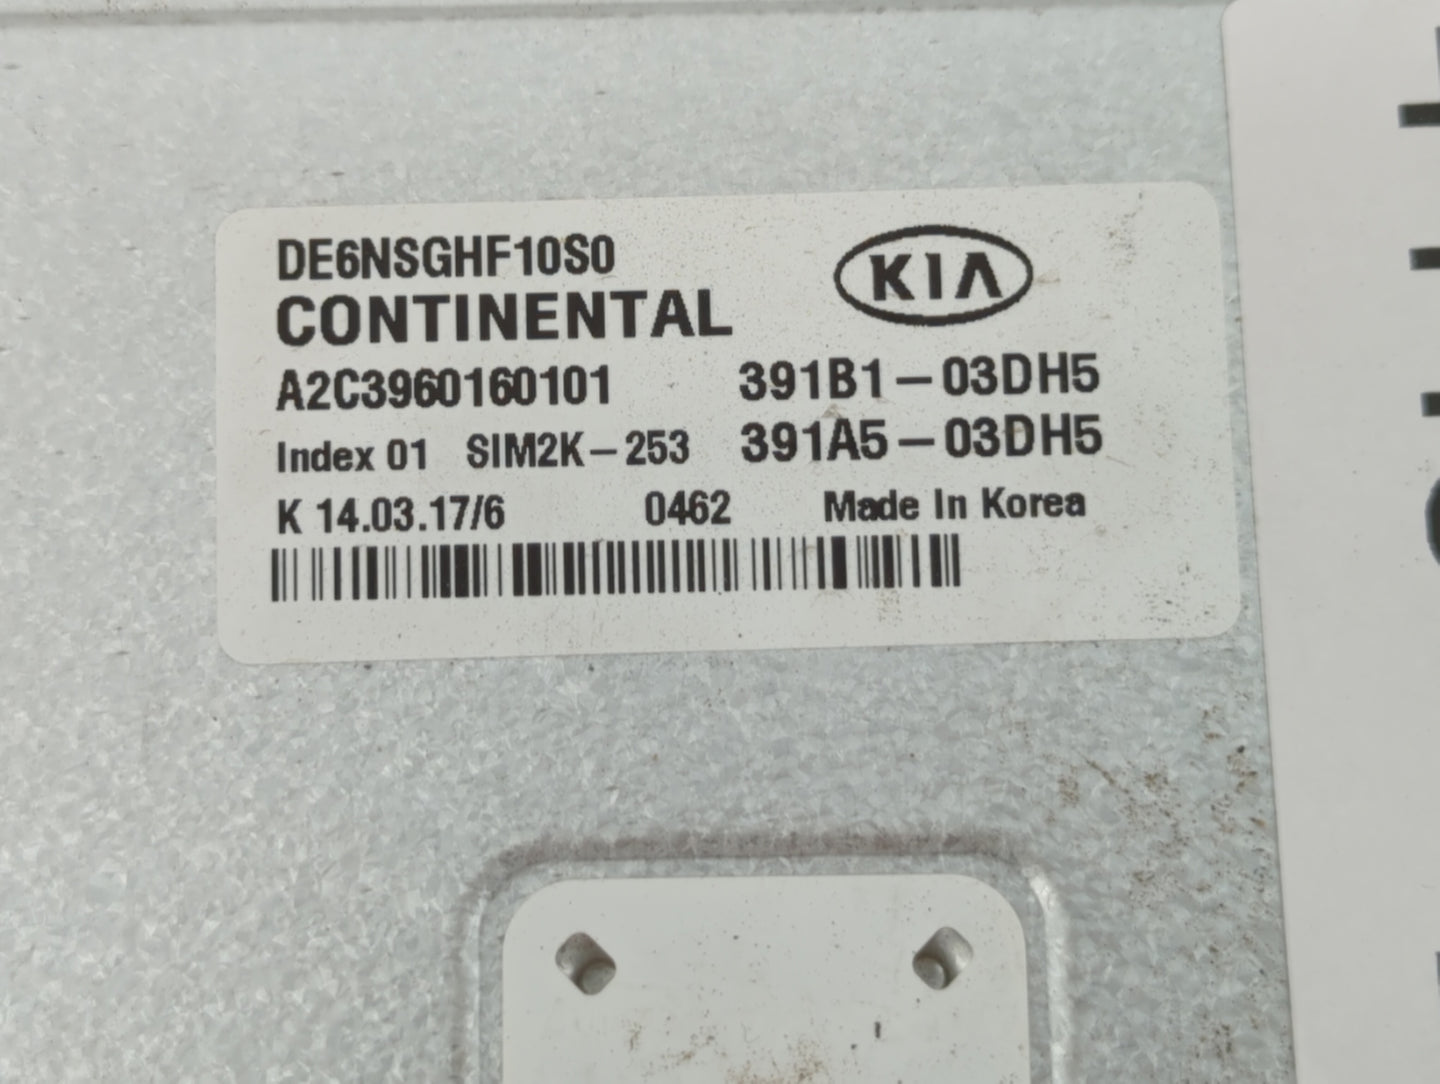 DE6NSGHF10S0
KIA
CONTINENTAL
A2C3960160101 391B1-03DH5
Index 01 SIM2K-253 391A5-03DH5
K 14.03.17/6 0462 Made In Korea